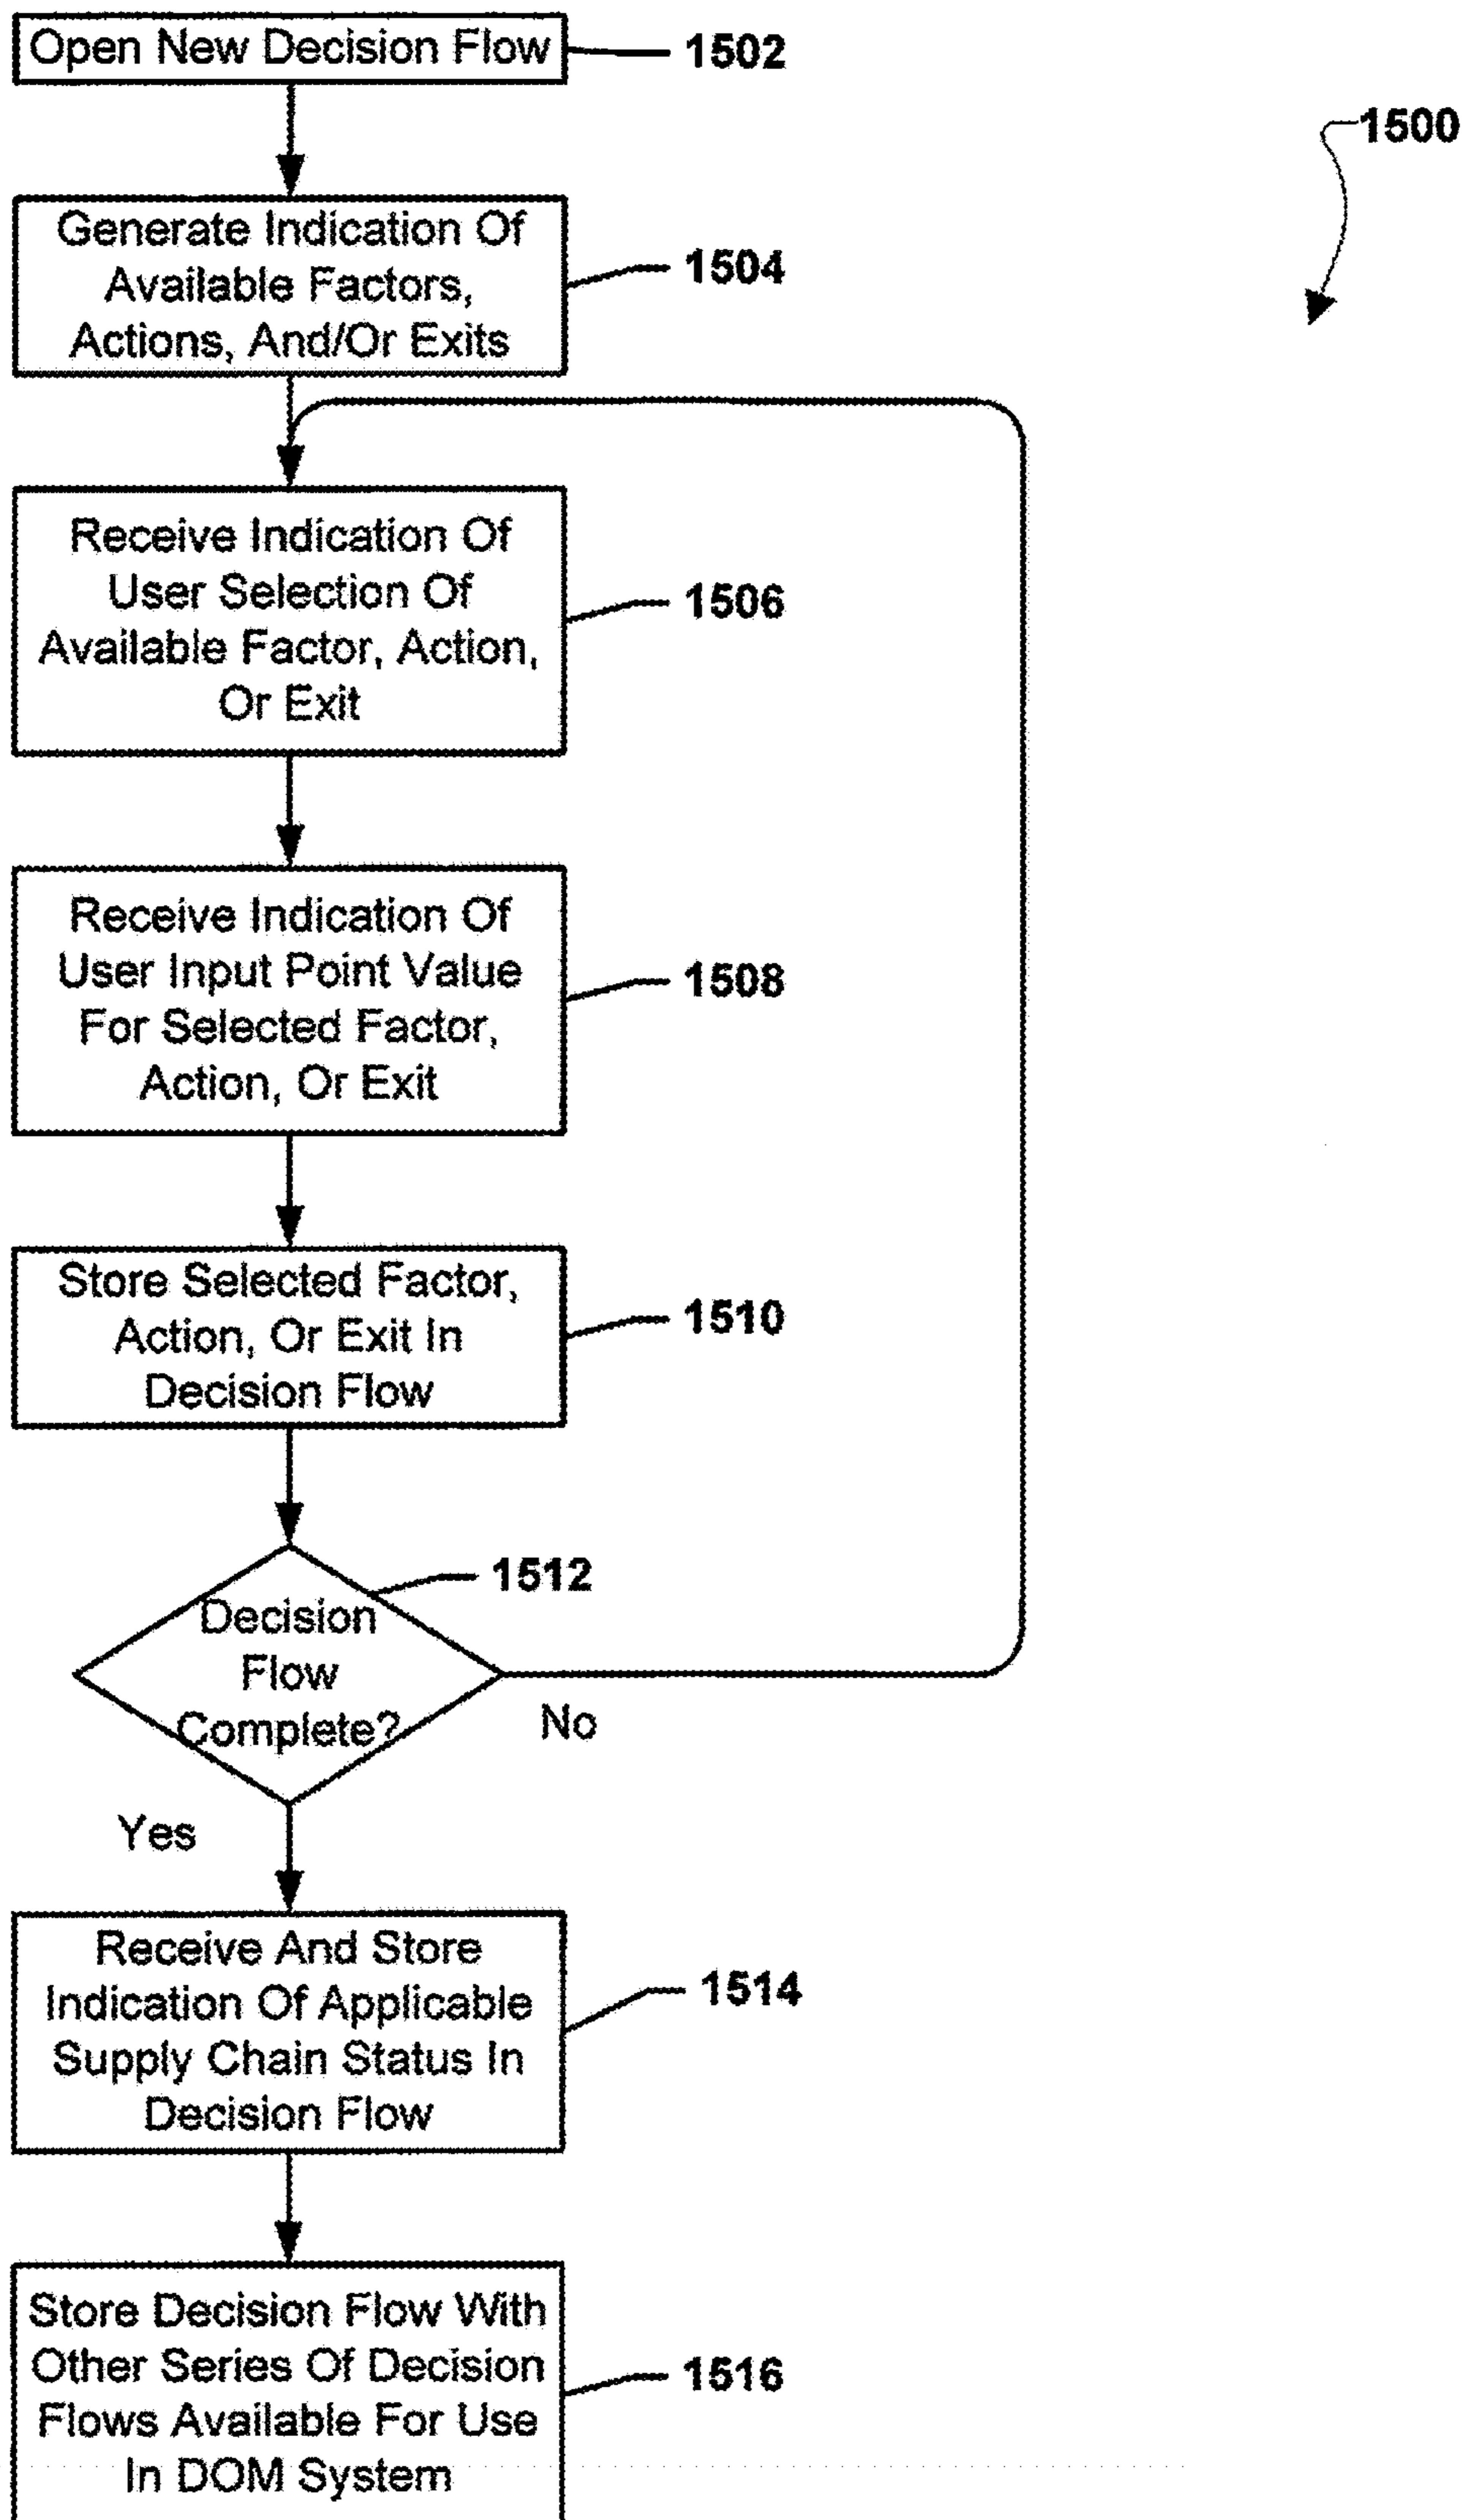 Open New Decision Flow
1502
1500
Generate Indication Of
Available Factors,
Actions, And/Or Exits
1504
Receive Indication Of
User Selection Of
Available Factor, Action,
Or Exit
1506
Receive Indication Of
User Input Point Value
For Selected Factor,
Action, Or Exit
1508
Store Selected Factor,
Action, Or Exit In
Decision Flow
1510
1512
Decision
Flow
Complete?
No
Yes
Receive And Store
Indication Of Applicable
Supply Chain Status In
Decision Flow
1514
Store Decision Flow With
Other Series Of Decision
Flows Available For Use
In DOM System
1516